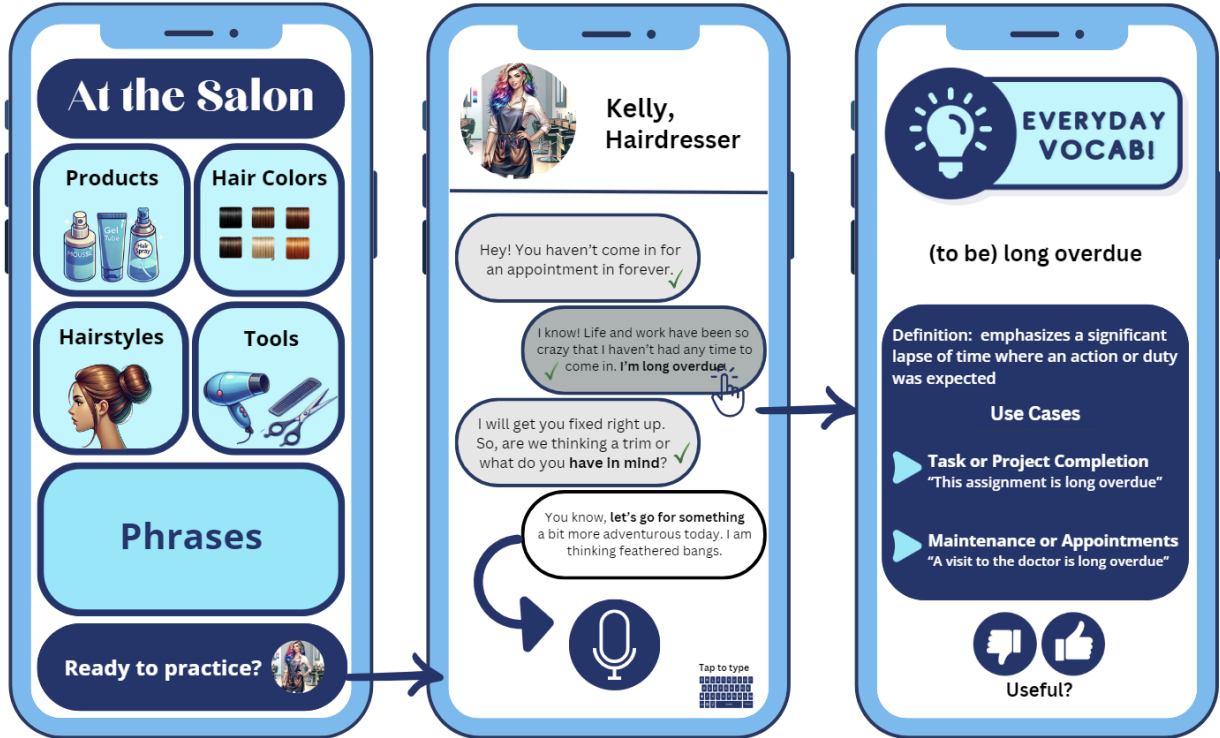 At the Salon
Products
MOUSSE
Gel
Tube
Hair
Spray
Hair Colors
Hairstyles
Tools
Phrases
Ready to practice?
Kelly,
Hairdresser
Hey! You haven't come in for
an appointment in forever.
I know! Life and work have been so
crazy that I haven't had any time to
come in. I'm long overdue.
I will get you fixed right up.
So, are we thinking a trim or
what do you have in mind?
You know, let's go for something
a bit more adventurous today. I am
thinking feathered bangs.
Tap to type
EVERYDAY
VOCAB!
(to be) long overdue
Definition:  emphasizes a significant
lapse of time where an action or duty
was expected
Use Cases
Task or Project Completion
“This assignment is long overdue”
Maintenance or Appointments
“A visit to the doctor is long overdue”
Useful?